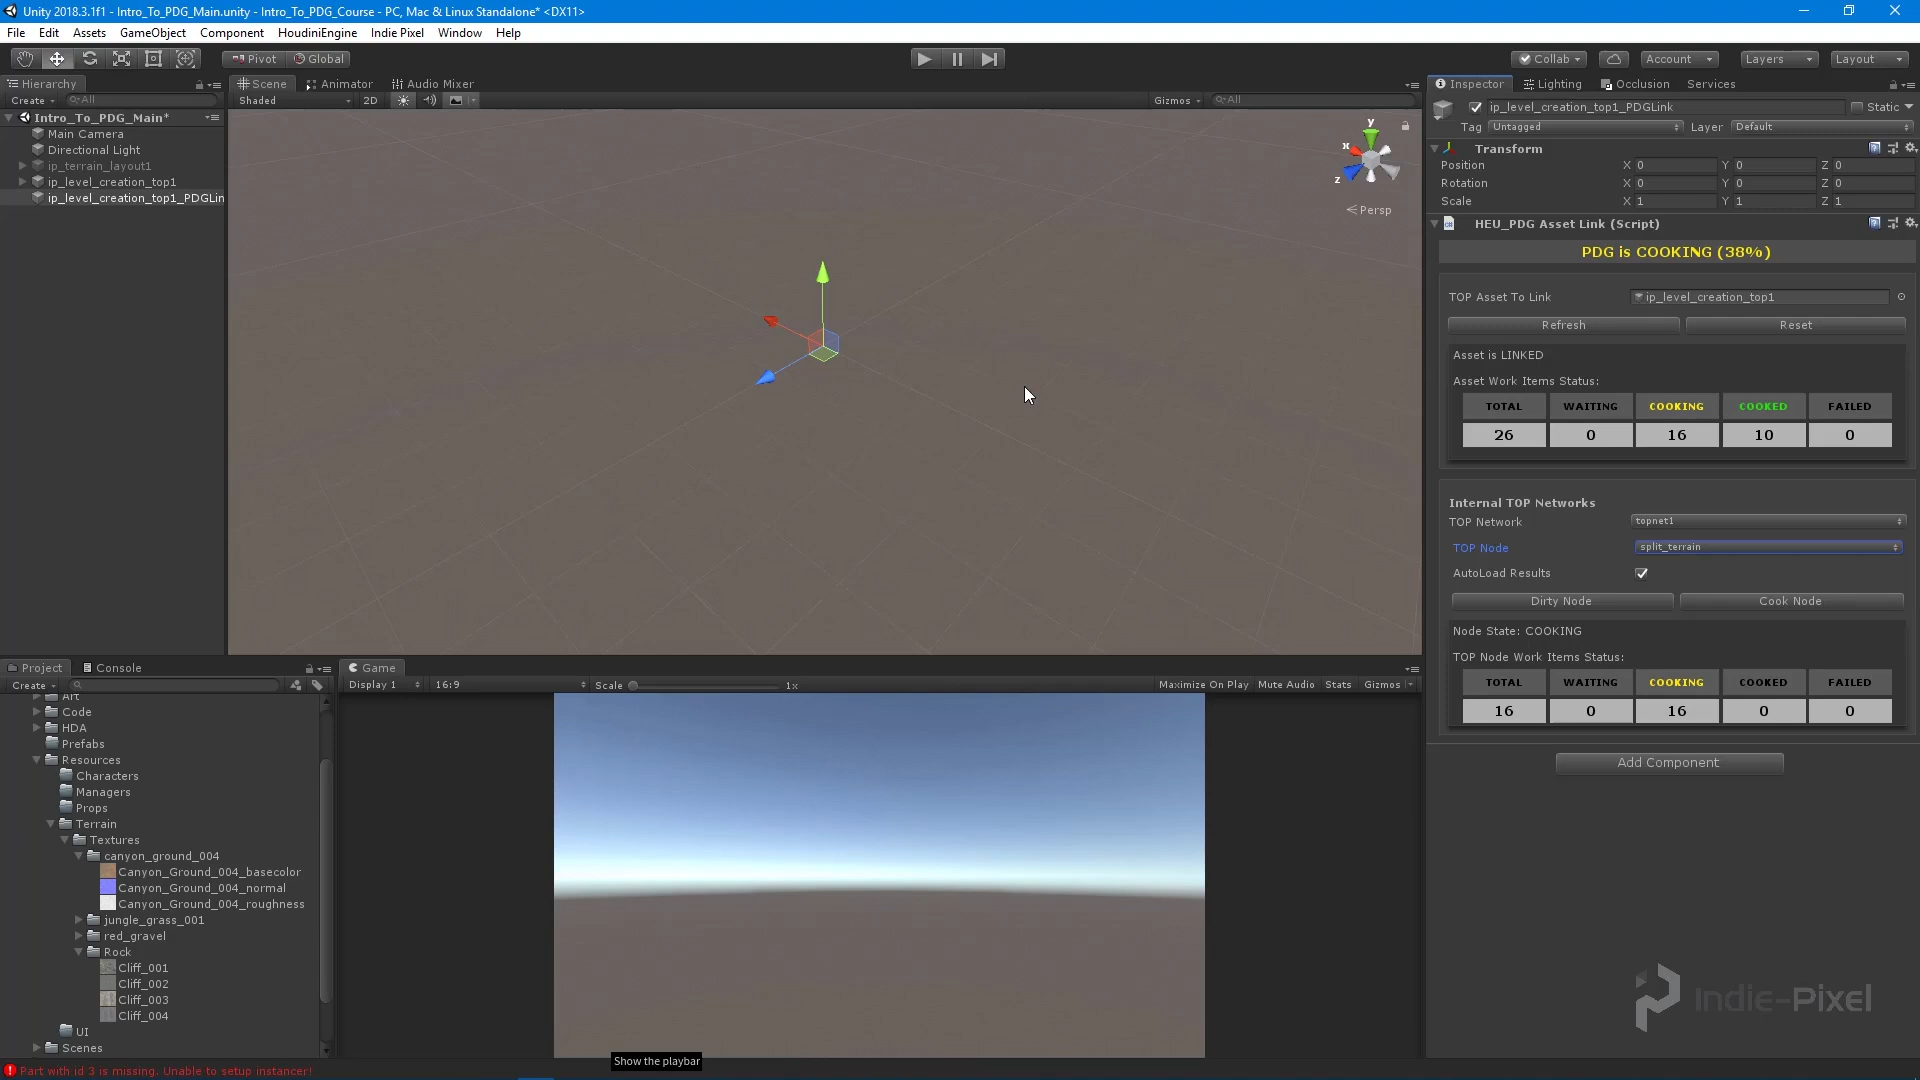 Unity 2018.3.1f1 - Intro_To_PDG_Main.unity - Intro_To_PDG_Course - PC, Mac & Linux Standalone* <DX11>
File Edit Assets GameObject Component HoudiniEngine Indie Pixel Window Help
Pivot Global Collab Account Layers Layout
Hierarchy
Create All
Intro_To_PDG_Main*
Main Camera
Directional Light
ip_terrain_layout1
ip_level_creation_top1
ip_level_creation_top1_PDGLin
Scene Animator Audio Mixer
Shaded 2D Gizmos All
y
x
z
Persp
Inspector Lighting Occlusion Services
ip_level_creation_top1_PDGLink Static
Tag Untagged Layer Default
Transform
Position X 0 Y 0 Z 0
Rotation X 0 Y 0 Z 0
Scale X 1 Y 1 Z 1
HEU_PDG Asset Link (Script)
PDG is COOKING (38%)
TOP Asset To Link ip_level_creation_top1
Refresh Reset
Asset is LINKED
Asset Work Items Status:
TOTAL WAITING COOKING COOKED FAILED
26 0 16 10 0
Internal TOP Networks
TOP Network topnet1
TOP Node split_terrain
AutoLoad Results
Dirty Node Cook Node
Node State: COOKING
TOP Node Work Items Status:
TOTAL WAITING COOKING COOKED FAILED
16 0 16 0 0
Add Component
Project Console
Create
Art
Code
HDA
Prefabs
Resources
Characters
Managers
Props
Terrain
Textures
canyon_ground_004
Canyon_Ground_004_basecolor
Canyon_Ground_004_normal
Canyon_Ground_004_roughness
jungle_grass_001
red_gravel
Rock
Cliff_001
Cliff_002
Cliff_003
Cliff_004
UI
Scenes
Game
Display 1 16:9 Scale 1x Maximize On Play Mute Audio Stats Gizmos
Show the playbar
Indie-Pixel
Part with id 3 is missing. Unable to setup instancer!